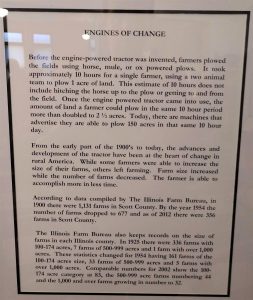 ENGINES OF CHANGE
Before the engine-powered tractor was invented, farmers plowed
the fields using horse, mule, or ox powered plows. It took
approximately 10 hours for a single farmer, using a two animal
team to plow 1 acre of land. This estimate of 10 hours does not
include hitching the horse up to the plow or getting to and from
the field. Once the engine powered tractor came into use, the
amount of land a farmer could plow in the same 10 hour period
more than doubled to 2 ½ acres. Today, there are machines that
advertise they are able to plow 150 acres in that same 10 hour
day.
From the early part of the 1900's to today, the advances and
development of the tractor have been at the heart of change in
rural America. While some farmers were able to increase the
size of their farms, others left farming. Farm size increased
while the number of farms decreased. The farmer is able to
accomplish more in less time.
According to data compiled by The Illinois Farm Bureau, in
1900 there were 1,131 farms in Scott County. By the year 1954 the
number of farms dropped to 677 and as of 2012 there were 356
farms in Scott County.
The Illinois Farm Bureau also keeps records on the size of
farms in each Illinois county. In 1925 there were 336 farms with
100-174 acres, 7 farms of 500-999 acres and 1 farm with over 1,000
acres. These statistics changed for 1954 having 161 farms of the
100-174 acre size, 33 farms of 500-999 acres and 3 farms with
over 1,000 acres. Comparable numbers for 2002 show the 100-
174 acre category at 83, the 500-999 acre farms numbering 44
and the 1,000 and over farms growing in number to 32.